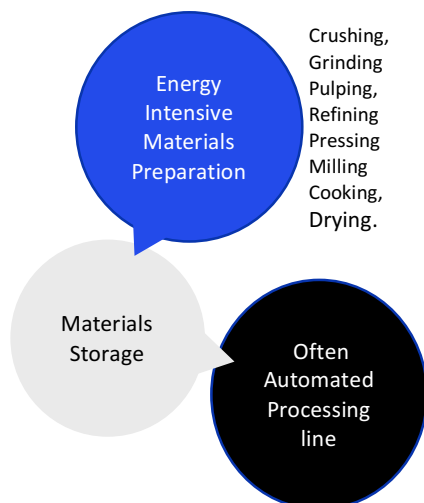 Energy
Intensive
Materials
Preparation
Crushing,
Grinding
Pulping,
Refining
Pressing
Milling
Cooking,
Drying.
Materials
Storage
Often
Automated
Processing
line